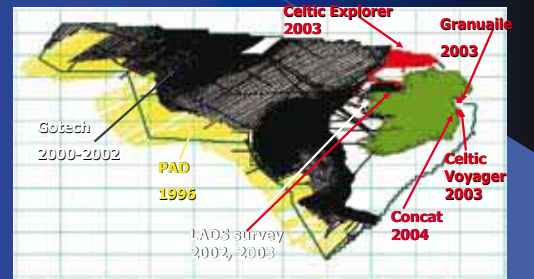 Celtic Explorer
2003
Granuaile
2003
Gotech
2000-2002
PAD
1996
LADS survey
2002, 2003
Celtic
Voyager
2003
Concat
2004